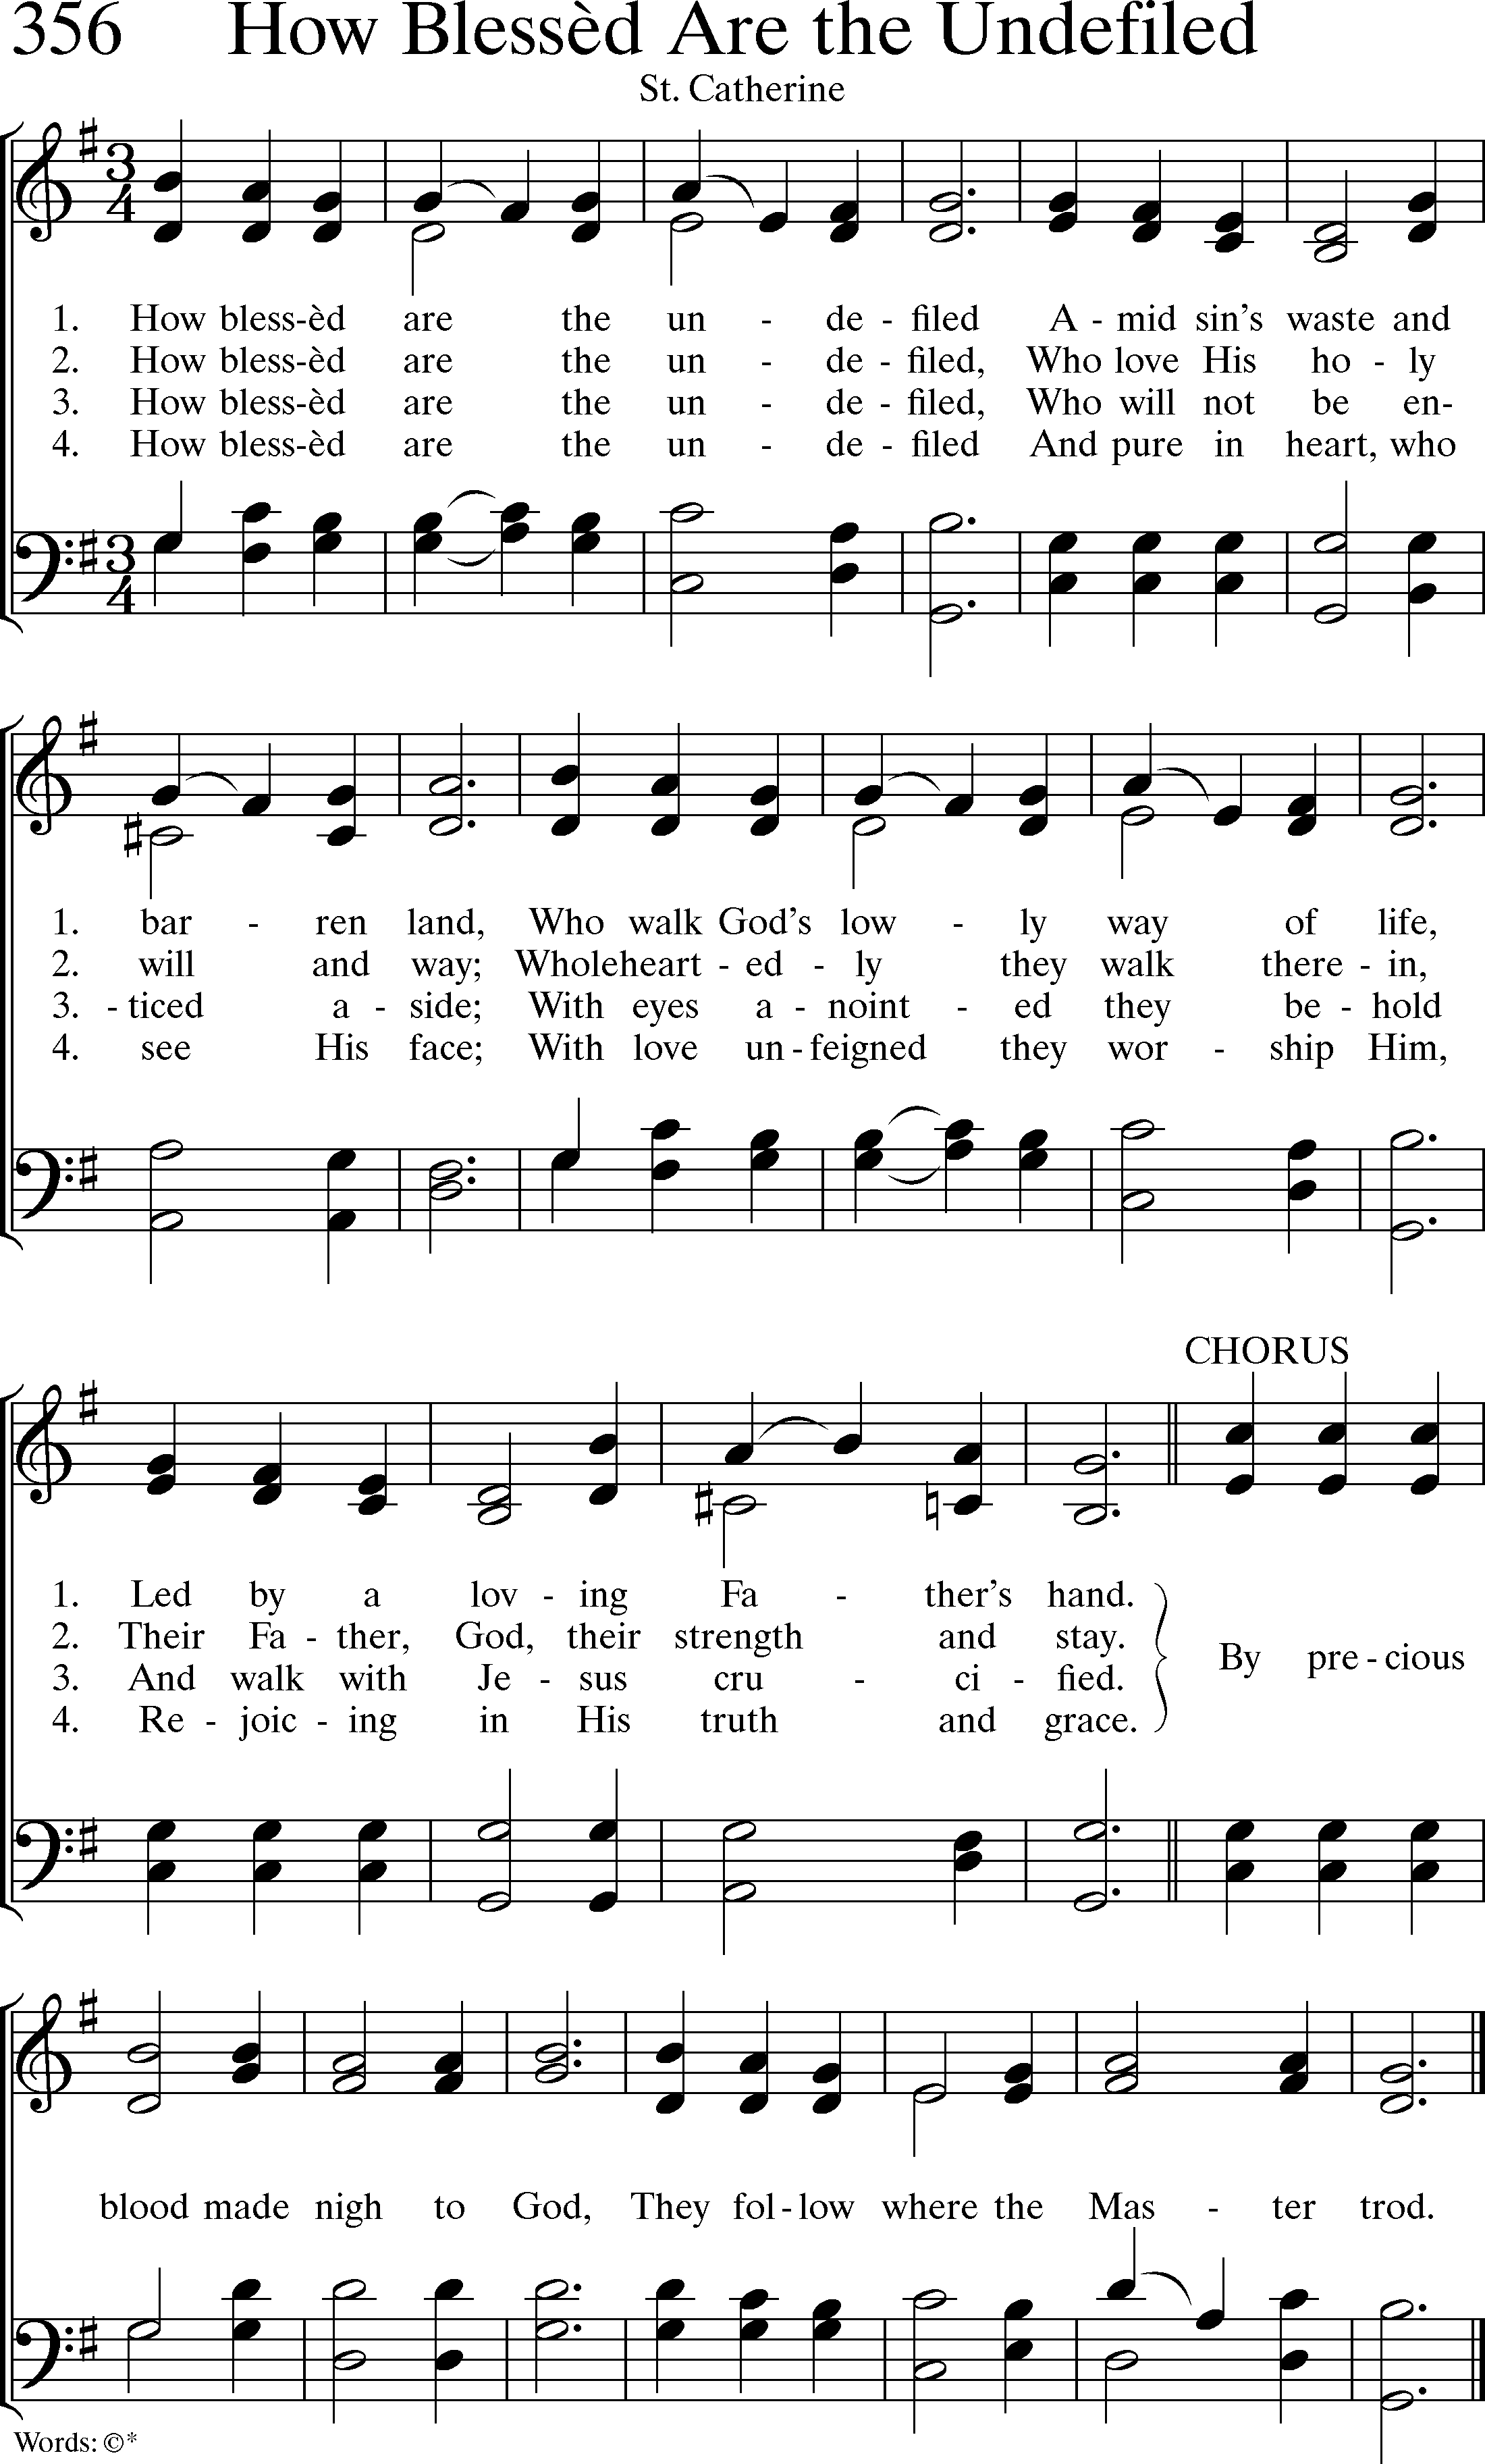 356 How Blessèd Are the Undefiled
St. Catherine
3 4
1. How bless-èd are the un - de - filed A - mid sin's waste and
2. How bless-èd are the un - de - filed, Who love His ho - ly
3. How bless-èd are the un - de - filed, Who will not be en-
4. How bless-èd are the un - de - filed And pure in heart, who
3 4
1. bar - ren land, Who walk God's low - ly way of life,
2. will and way; Wholeheart - ed - ly they walk there - in,
3. - ticed a - side; With eyes a - noint - ed they be - hold
4. see His face; With love un - feigned they wor - ship Him,
CHORUS
1. Led by a lov - ing Fa - ther's hand.
2. Their Fa - ther, God, their strength and stay.
3. And walk with Je - sus cru - ci - fied.
4. Re - joic - ing in His truth and grace.
By pre - cious
blood made nigh to God, They fol - low where the Mas - ter trod.
Words: ©*